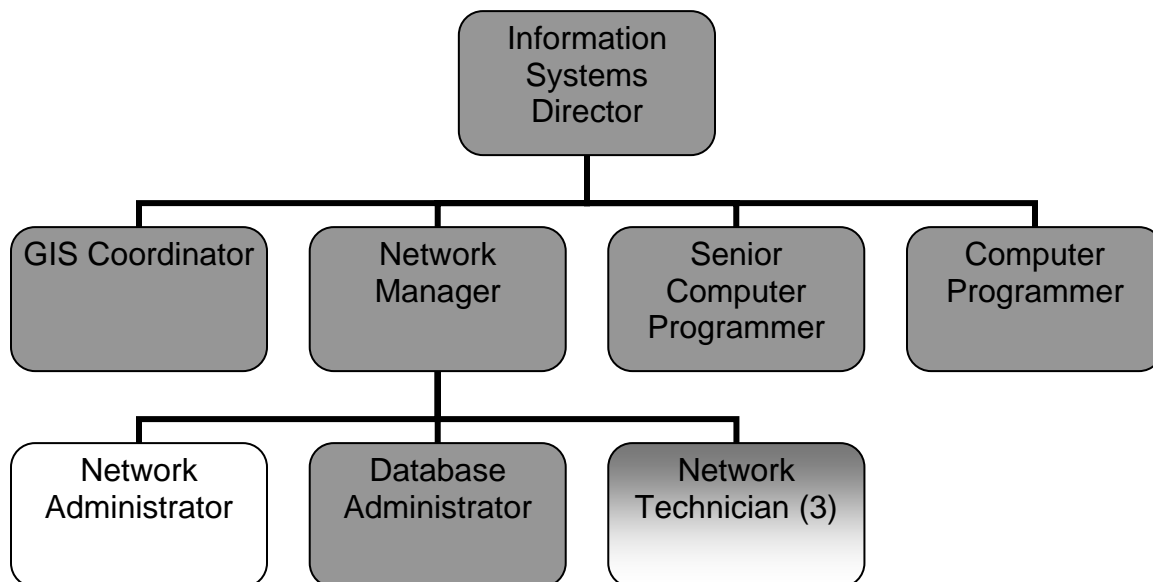 Information
Systems
Director
GIS Coordinator
Network
Manager
Senior
Computer
Programmer
Computer
Programmer
Network
Administrator
Database
Administrator
Network
Technician (3)